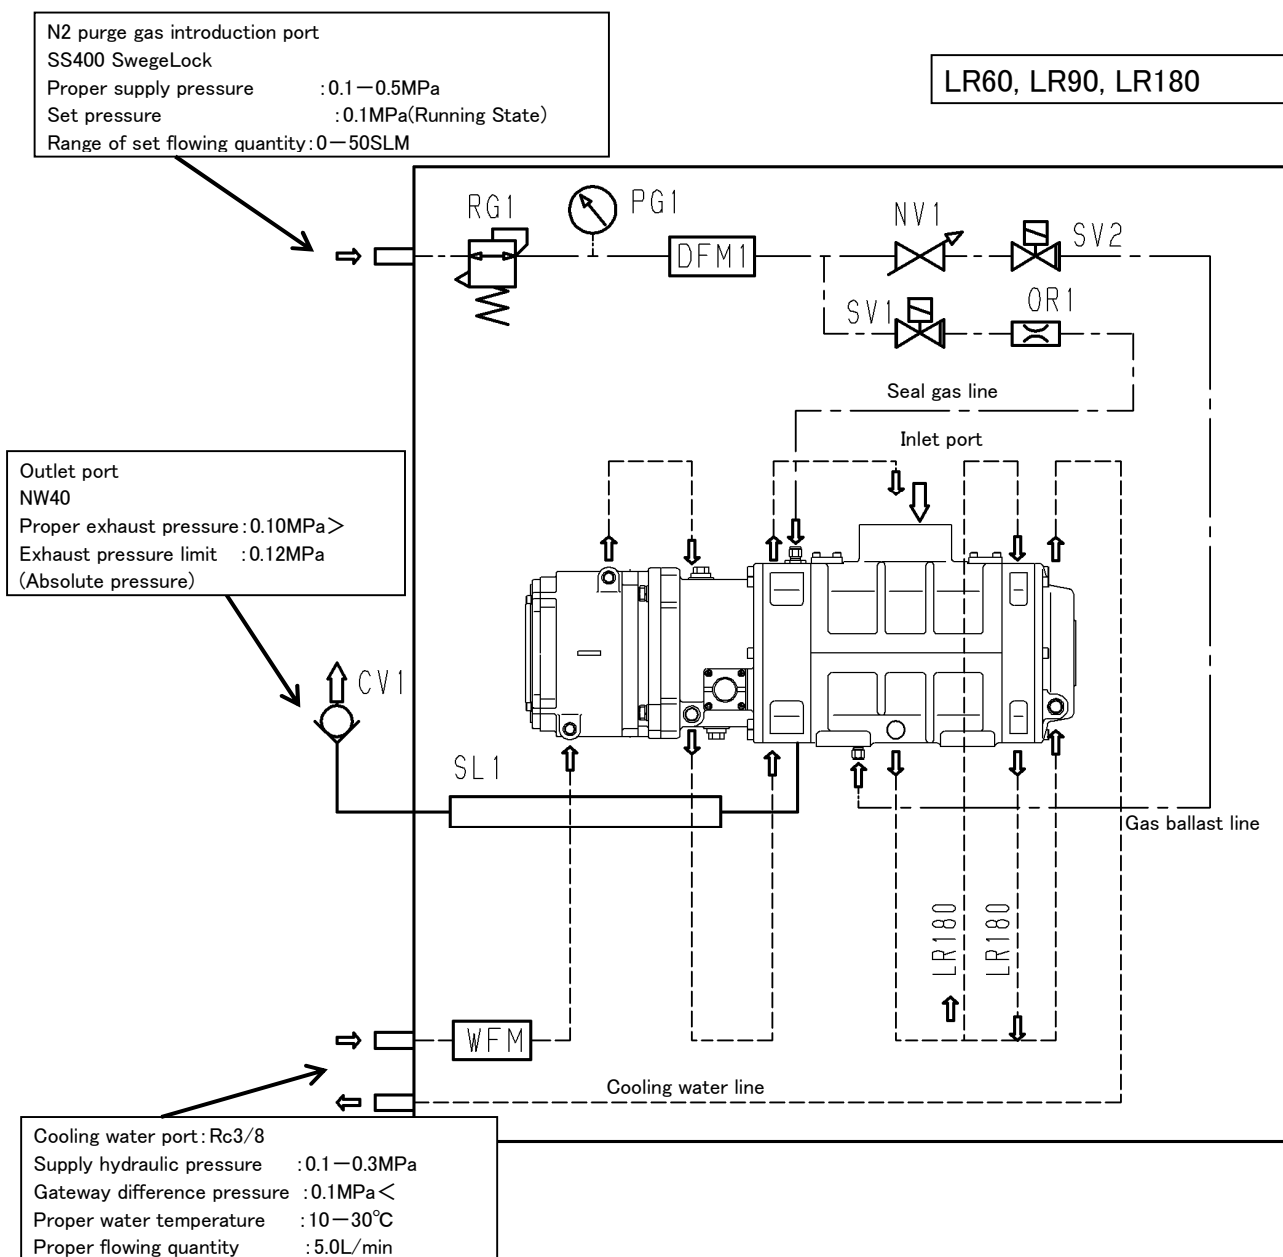 N2 purge gas introduction port
SS400 SwegeLock
Proper supply pressure :0.1－0.5MPa
Set pressure :0.1MPa(Running State)
Range of set flowing quantity:0－50SLM
LR60, LR90, LR180
RG1
PG1
DFM1
NV1
SV2
SV1
OR1
Seal gas line
Inlet port
Outlet port
NW40
Proper exhaust pressure:0.10MPa＞
Exhaust pressure limit :0.12MPa
(Absolute pressure)
CV1
SL1
Gas ballast line
LR180
LR180
WFM
Cooling water line
Cooling water port:Rc3/8
Supply hydraulic pressure :0.1－0.3MPa
Gateway difference pressure :0.1MPa＜
Proper water temperature :10－30℃
Proper flowing quantity :5.0L/min